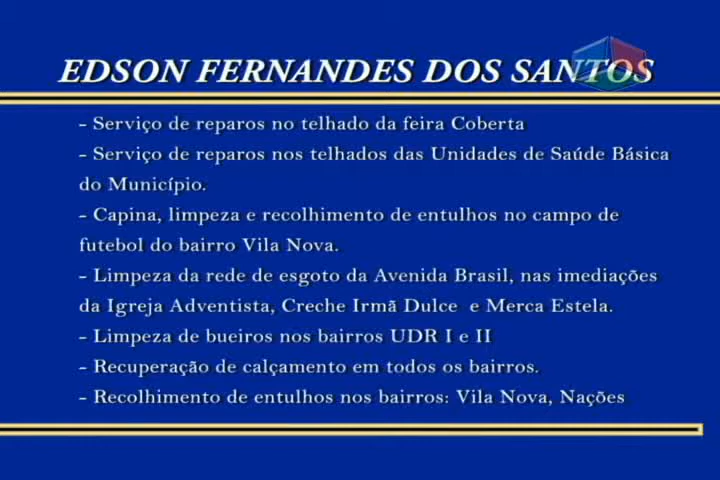 EDSON FERNANDES DOS SANTOS
- Serviço de reparos no telhado da feira Coberta
- Serviço de reparos nos telhados das Unidades de Saúde Básica
do Município.
- Capina, limpeza e recolhimento de entulhos no campo de
futebol do bairro Vila Nova.
- Limpeza da rede de esgoto da Avenida Brasil, nas imediações
da Igreja Adventista, Creche Irmã Dulce e Merca Estela.
- Limpeza de bueiros nos bairros UDR I e II
- Recuperação de calçamento em todos os bairros.
- Recolhimento de entulhos nos bairros: Vila Nova, Nações